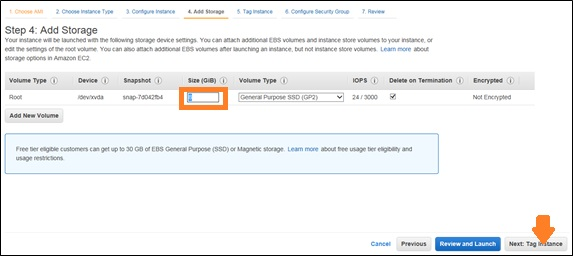 1. Choose AMI 2. Choose Instance Type 3. Configure Instance 4. Add Storage 5. Tag Instance 6. Configure Security Group 7. Review
Step 4: Add Storage
Your instance will be launched with the following storage device settings. You can attach additional EBS volumes and instance store volumes to your instance, or
edit the settings of the root volume. You can also attach additional EBS volumes after launching an instance, but not instance store volumes. Learn more about
storage options in Amazon EC2.
Volume Type Device Snapshot Size (GiB) Volume Type IOPS Delete on Termination Encrypted
Root /dev/xvda snap-7d042fb4 General Purpose SSD (GP2) 24 / 3000 Not Encrypted
Add New Volume
Free tier eligible customers can get up to 30 GB of EBS General Purpose (SSD) or Magnetic storage. Learn more about free usage tier eligibility and
usage restrictions.
Cancel Previous Review and Launch Next: Tag Instance